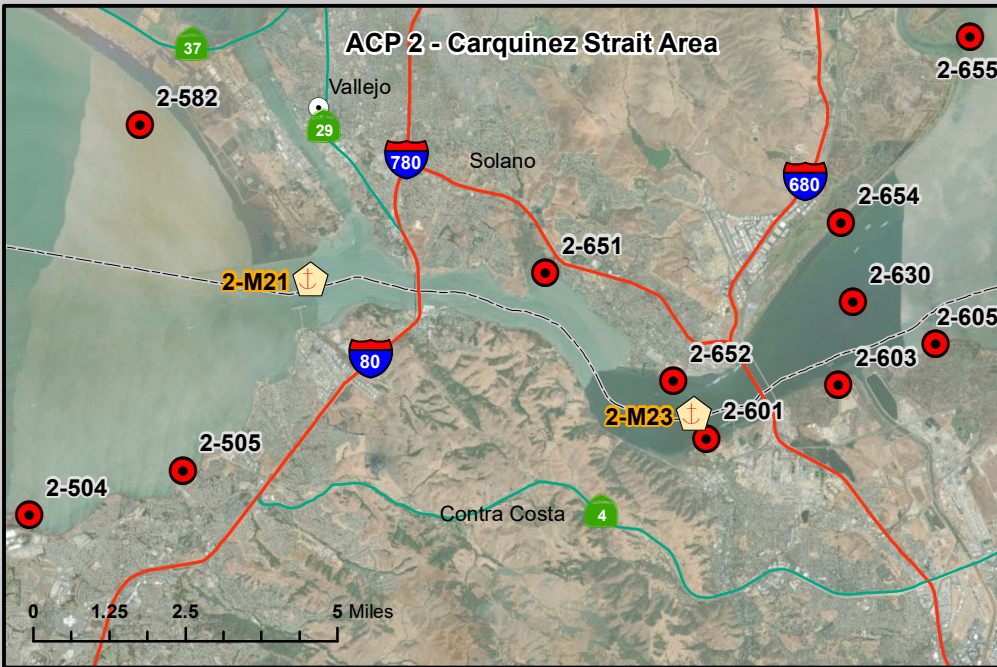 ACP 2 - Carquinez Strait Area
37
2-655
Vallejo
2-582
29
780
Solano
680
2-654
2-651
2-M21
2-630
2-605
80
2-652
2-603
2-M23
2-601
2-505
2-504
Contra Costa
4
0 1.25 2.5 5 Miles